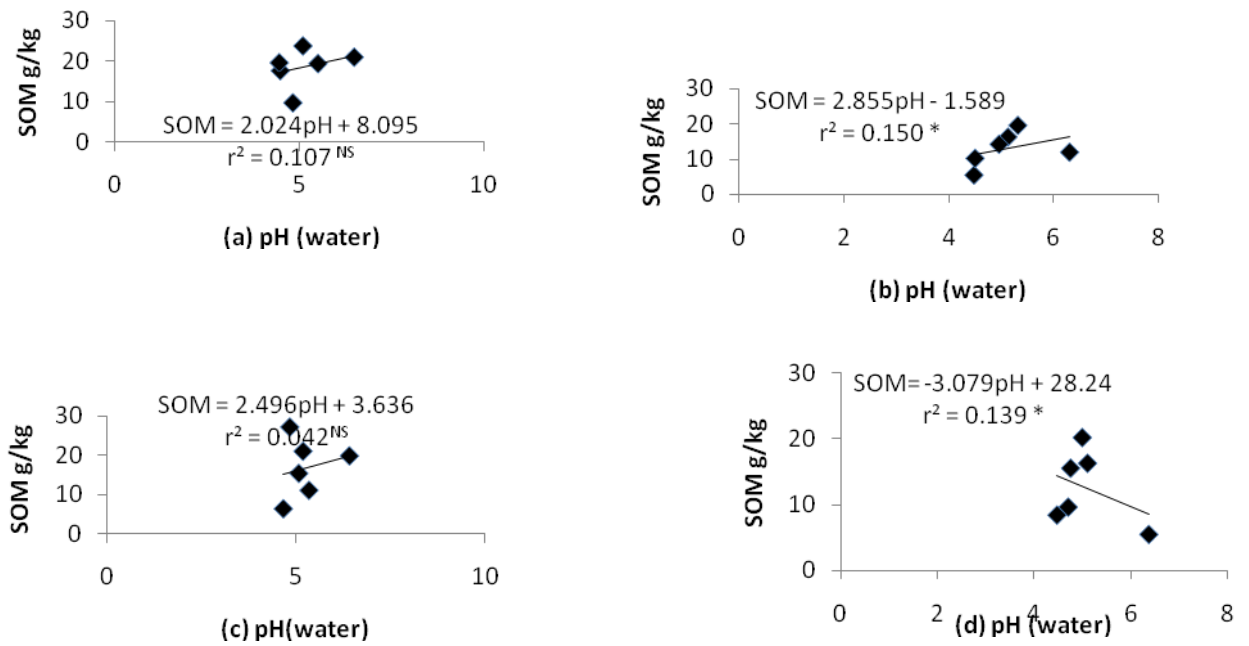 30
20
10
0
SOM g/kg
SOM = 2.024pH + 8.095
r² = 0.107 NS
0 5 10
(a) pH (water)
30
20
10
0
SOM g/kg
SOM = 2.855pH - 1.589
r² = 0.150 *
0 2 4 6 8
(b) pH (water)
30
20
10
0
SOM g/kg
SOM = 2.496pH + 3.636
r² = 0.042 NS
0 5 10
(c) pH(water)
30
20
10
0
SOM g/kg
SOM= -3.079pH + 28.24
r² = 0.139 *
0 2 4 6 8
(d) pH (water)